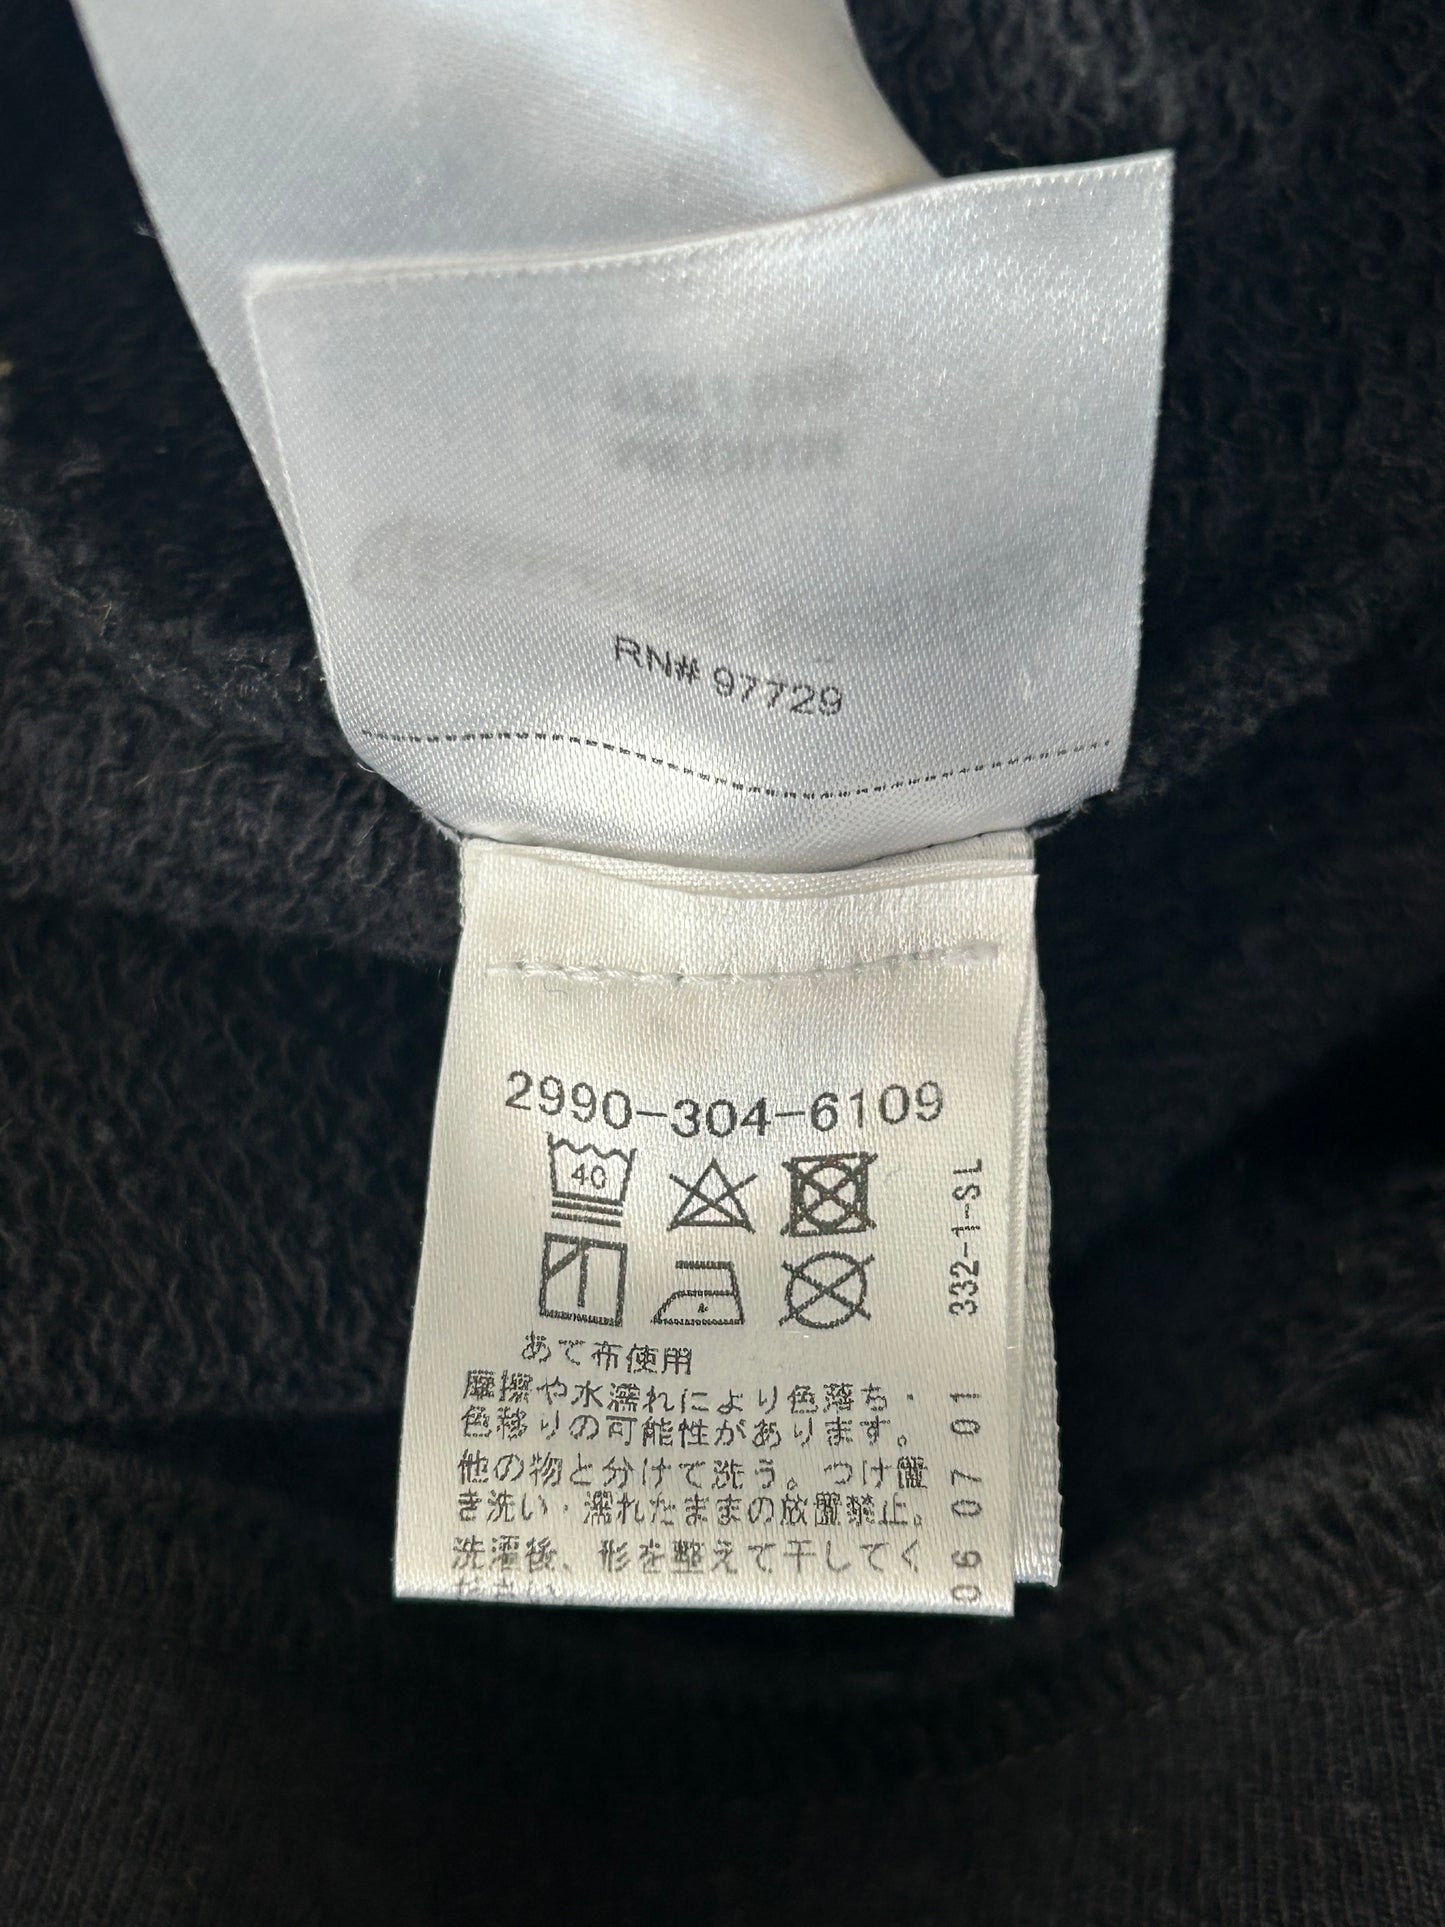 RN# 97729
2990-304-6109
40
あて布使用
摩擦や水濡れにより色落ち・
色移りの可能性があります。
他の物と分けて洗う。つけ置
き洗い・濡れたままの放置禁止。
洗濯後、形を整えて干してく
ださい
332-1-SL
06 07 01